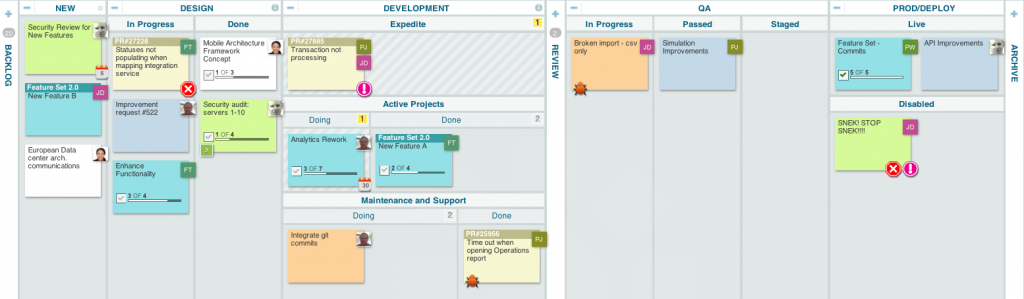 NEW
DESIGN
DEVELOPMENT
QA
PROD/DEPLOY
In Progress
Done
Expedite
1
In Progress
Passed
Staged
Live
20
BACKLOG
2
REVIEW
ARCHIVE
Security Review for
New Features
6
Feature Set 2.0
JD
New Feature B
European Data
center arch.
communications
PR#27228
FT
Statuses not
populating when
mapping integration
service
Improvement
request #522
Enhance
Functionality
FT
3 OF 4
Mobile Architecture
Framework
Concept
1 OF 3
Security audit:
servers 1-10
1 OF 4
PR#27885
PJ
Transaction not
processing
JD
Active Projects
Doing
1
Done
2
Analytics Rework
3 OF 7
30
Feature Set 2.0
New Feature A
FT
2 OF 4
Maintenance and Support
Doing
2
Done
Integrate git
commits
PR#25956
PJ
Time out when
opening Operations
report
Broken import - csv
only
JD
Simulation
Improvements
PJ
Feature Set -
Commits
PW
5 OF 5
API Improvements
Disabled
SNEK! STOP
SNEK!!!!
JD